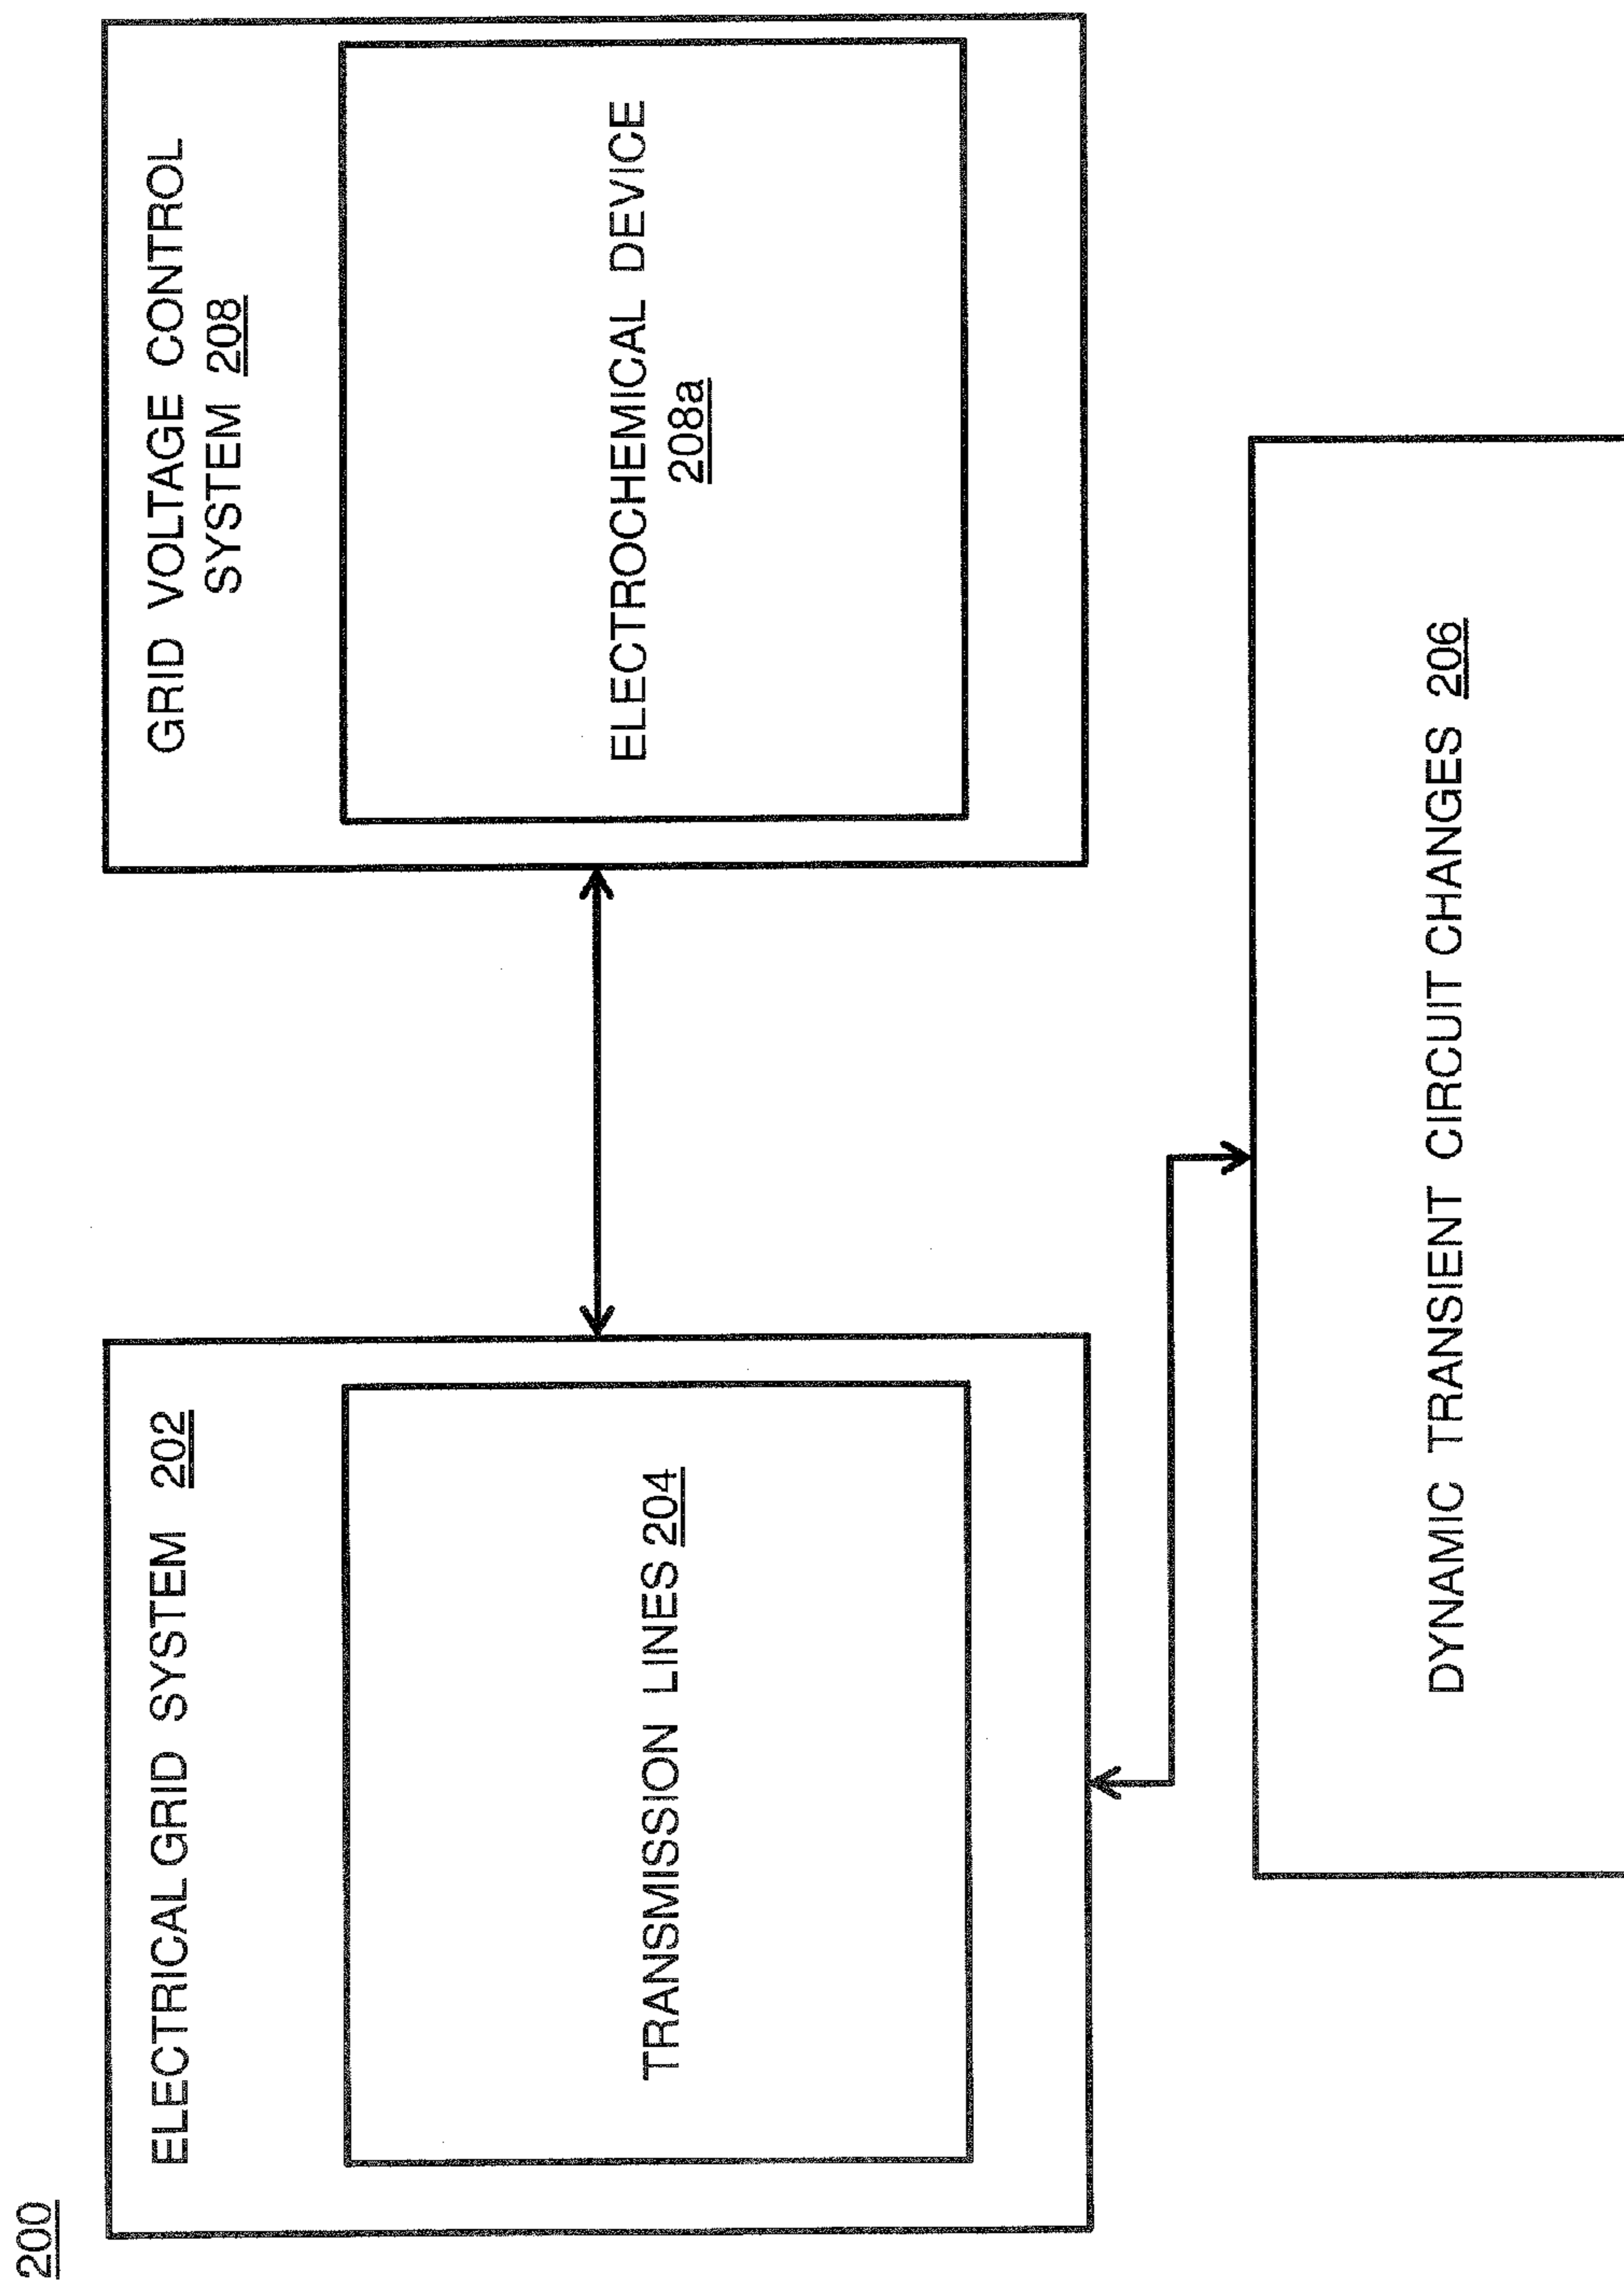 200
ELECTRICAL GRID SYSTEM 202
TRANSMISSION LINES 204
GRID VOLTAGE CONTROL
SYSTEM 208
ELECTROCHEMICAL DEVICE
208a
DYNAMIC TRANSIENT CIRCUIT CHANGES 206